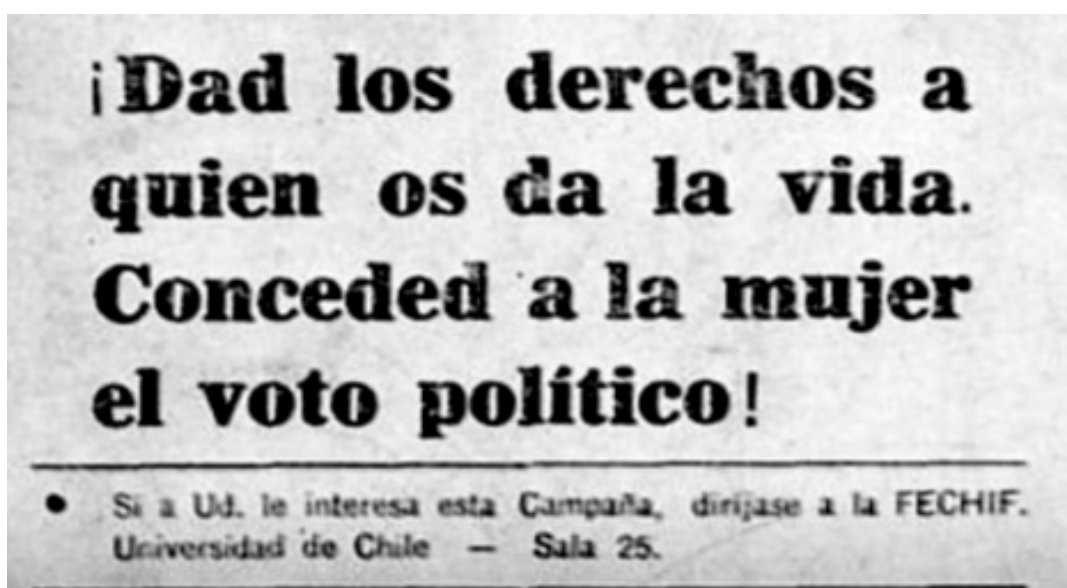 ¡Dad los derechos a
quien os da la vida.
Conceded a la mujer
el voto político!
• Si a Ud. le interesa esta Campaña, diríjase a la FECHIF.
Universidad de Chile — Sala 25.